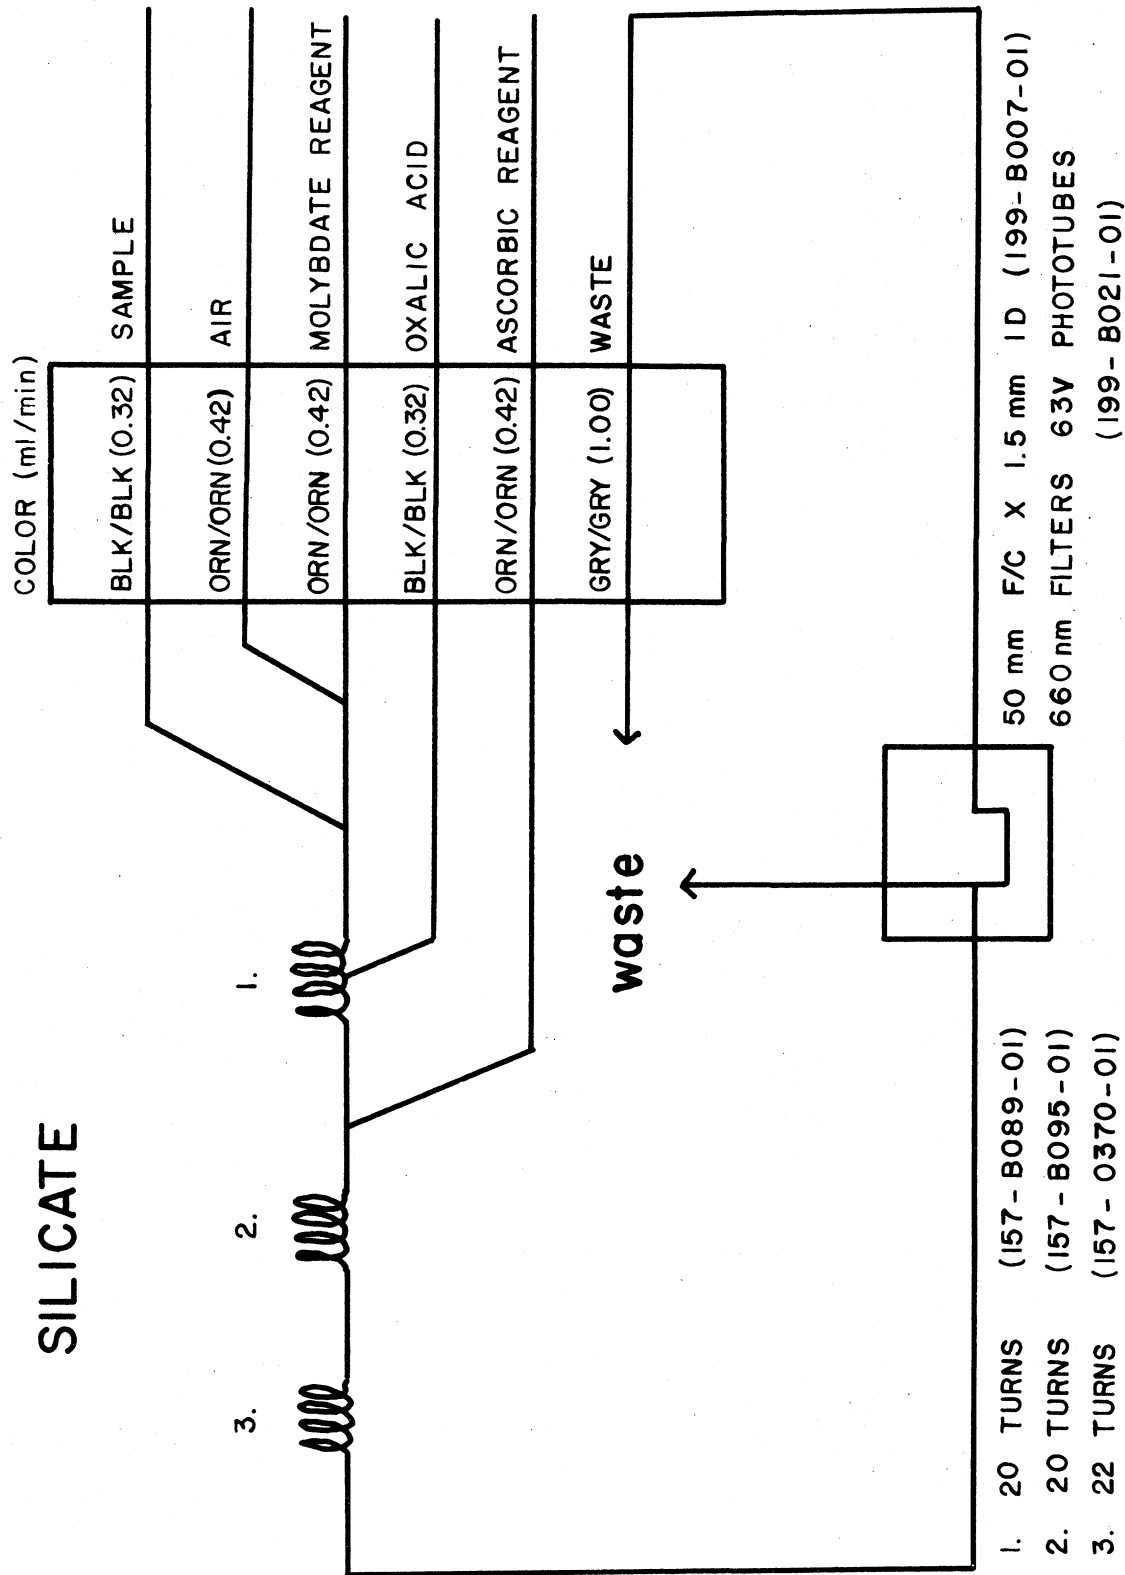 SILICATE
COLOR (ml/min)
BLK/BLK (0.32) SAMPLE
ORN/ORN (0.42) AIR
ORN/ORN (0.42) MOLYBDATE REAGENT
BLK/BLK (0.32) OXALIC ACID
ORN/ORN (0.42) ASCORBIC REAGENT
GRY/GRY (1.00) WASTE
3.
2.
1.
waste
1. 20 TURNS (157-B089-01)
2. 20 TURNS (157-B095-01)
3. 22 TURNS (157-0370-01)
50 mm F/C X 1.5 mm ID (199-B007-01)
660nm FILTERS 63V PHOTOTUBES
(199-B021-01)